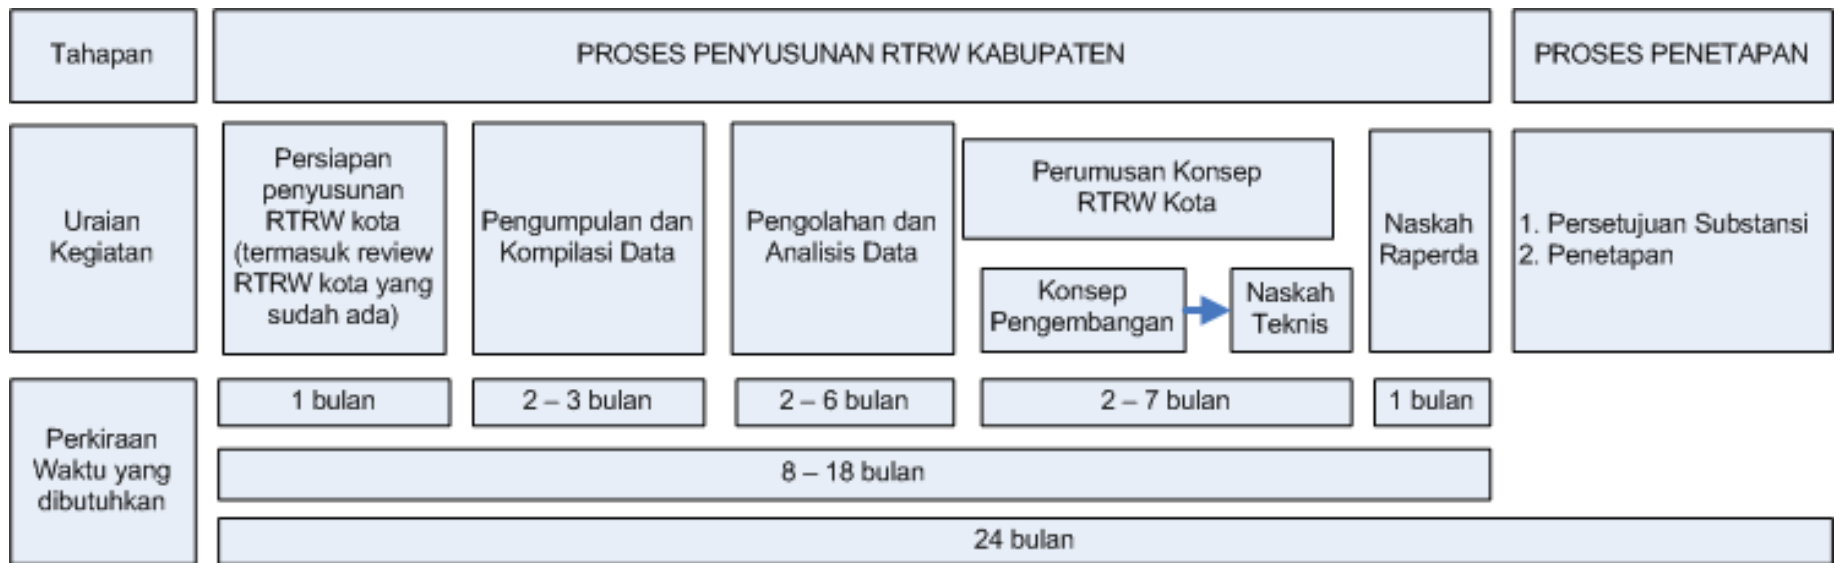 Tahapan
PROSES PENYUSUNAN RTRW KABUPATEN
PROSES PENETAPAN
Uraian
Kegiatan
Persiapan
penyusunan
RTRW kota
(termasuk review
RTRW kota yang
sudah ada)
Pengumpulan dan
Kompilasi Data
Pengolahan dan
Analisis Data
Perumusan Konsep
RTRW Kota
Konsep
Pengembangan
Naskah
Teknis
Naskah
Raperda
1. Persetujuan Substansi
2. Penetapan
Perkiraan
Waktu yang
dibutuhkan
1 bulan
2 – 3 bulan
2 – 6 bulan
2 – 7 bulan
1 bulan
8 – 18 bulan
24 bulan